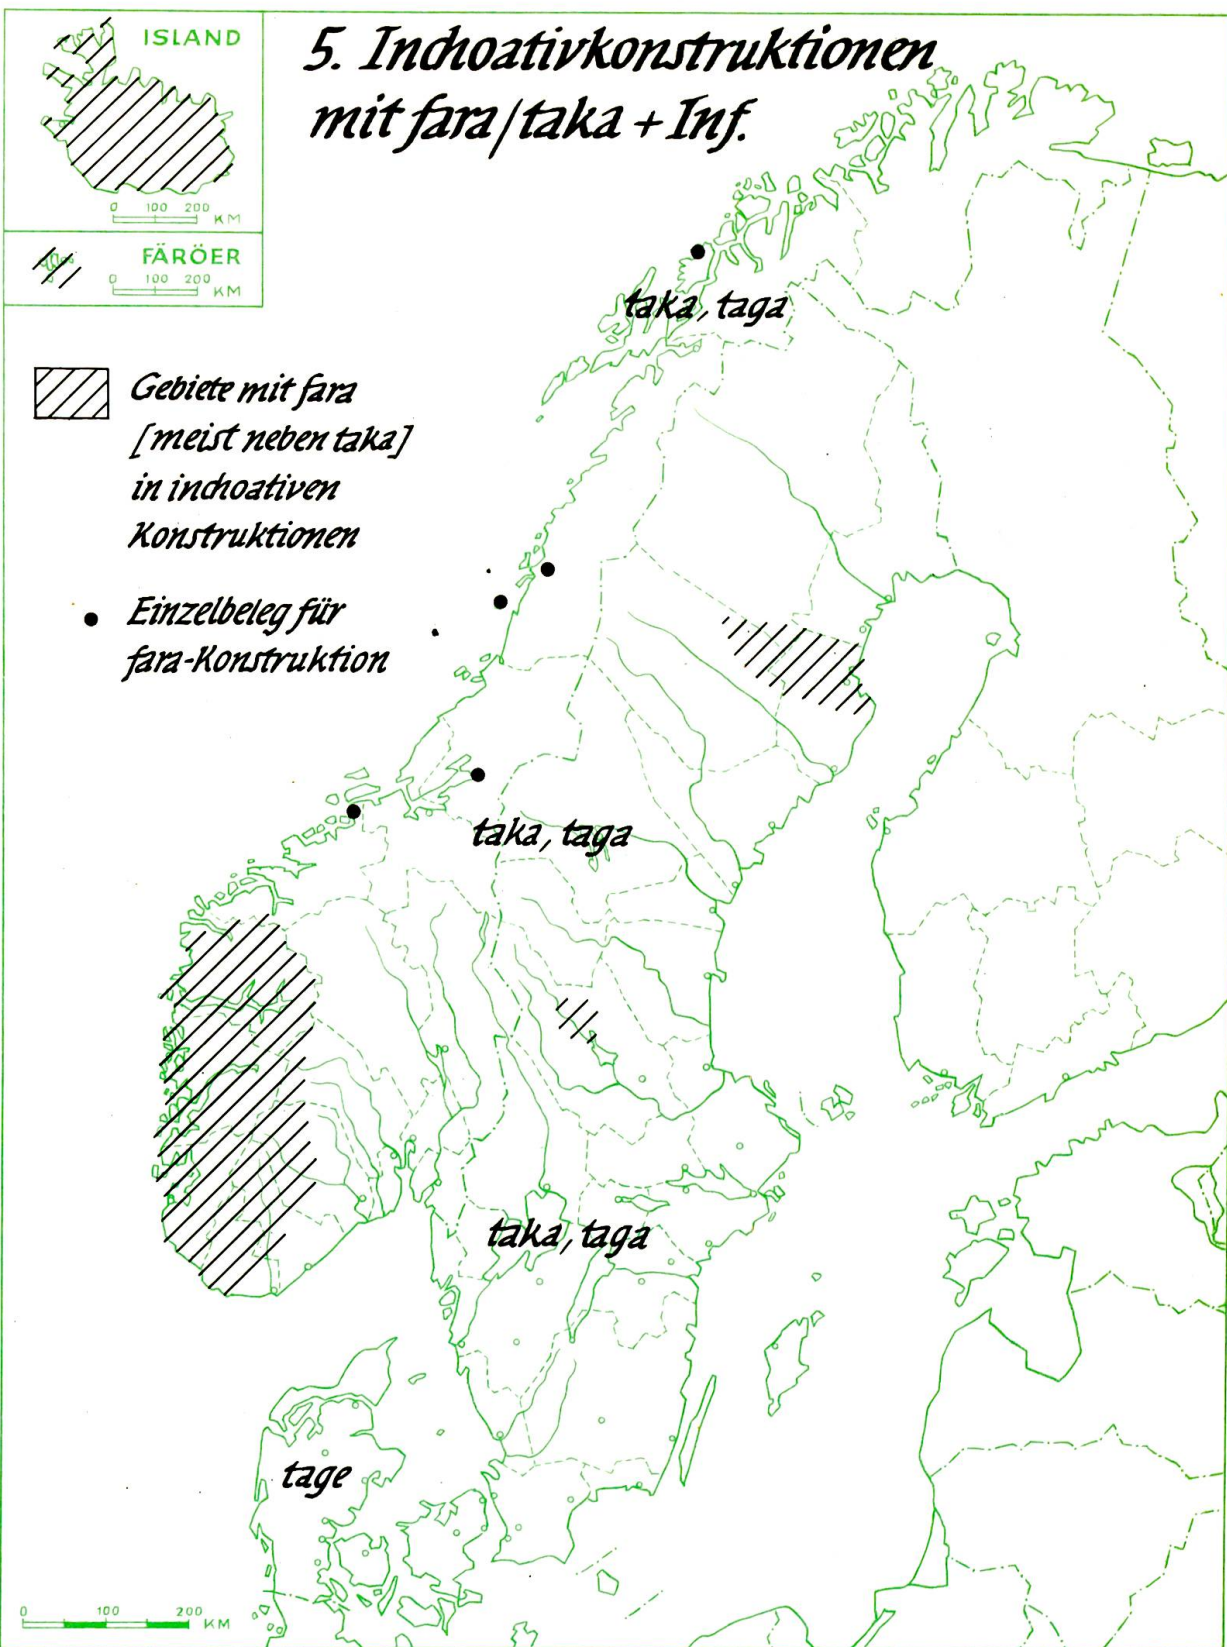 ISLAND
0 100 200
KM
FÄRÖER
0 100 200
KM
5. Inchoativkonstruktionen
mit fara/taka + Inf.
Gebiete mit fara
[meist neben taka]
in inchoativen
Konstruktionen
Einzelbeleg für
fara-Konstruktion
taka, taga
taka, taga
taka, taga
tage
0 100 200
KM